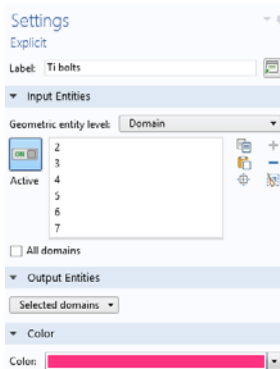 Settings
Explicit
Label: Ti bolts
Input Entities
Geometric entity level: Domain
ON
Active
2
3
4
5
6
7
All domains
Output Entities
Selected domains
Color
Color: